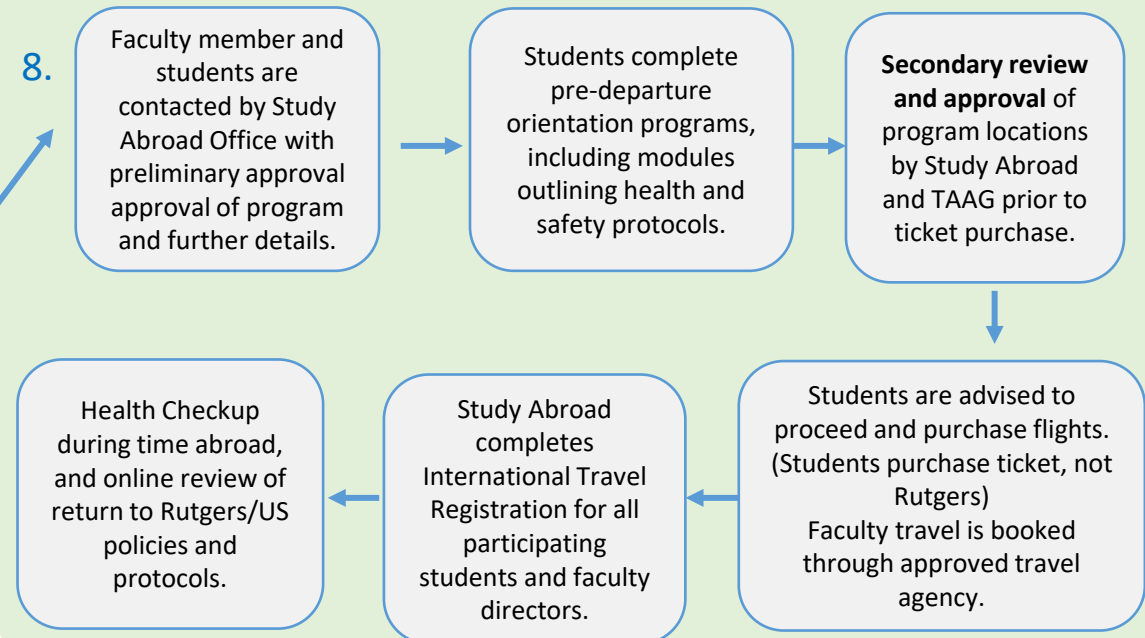 8.
Faculty member and
students are
contacted by Study
Abroad Office with
preliminary approval
approval of program
and further details.
Students complete
pre-departure
orientation programs,
including modules
outlining health and
safety protocols.
Secondary review
and approval of
program locations
by Study Abroad
and TAAG prior to
ticket purchase.
Students are advised to
proceed and purchase flights.
(Students purchase ticket, not
Rutgers)
Faculty travel is booked
through approved travel
agency.
Study Abroad
completes
International Travel
Registration for all
participating
students and faculty
directors.
Health Checkup
during time abroad,
and online review of
return to Rutgers/US
policies and
protocols.